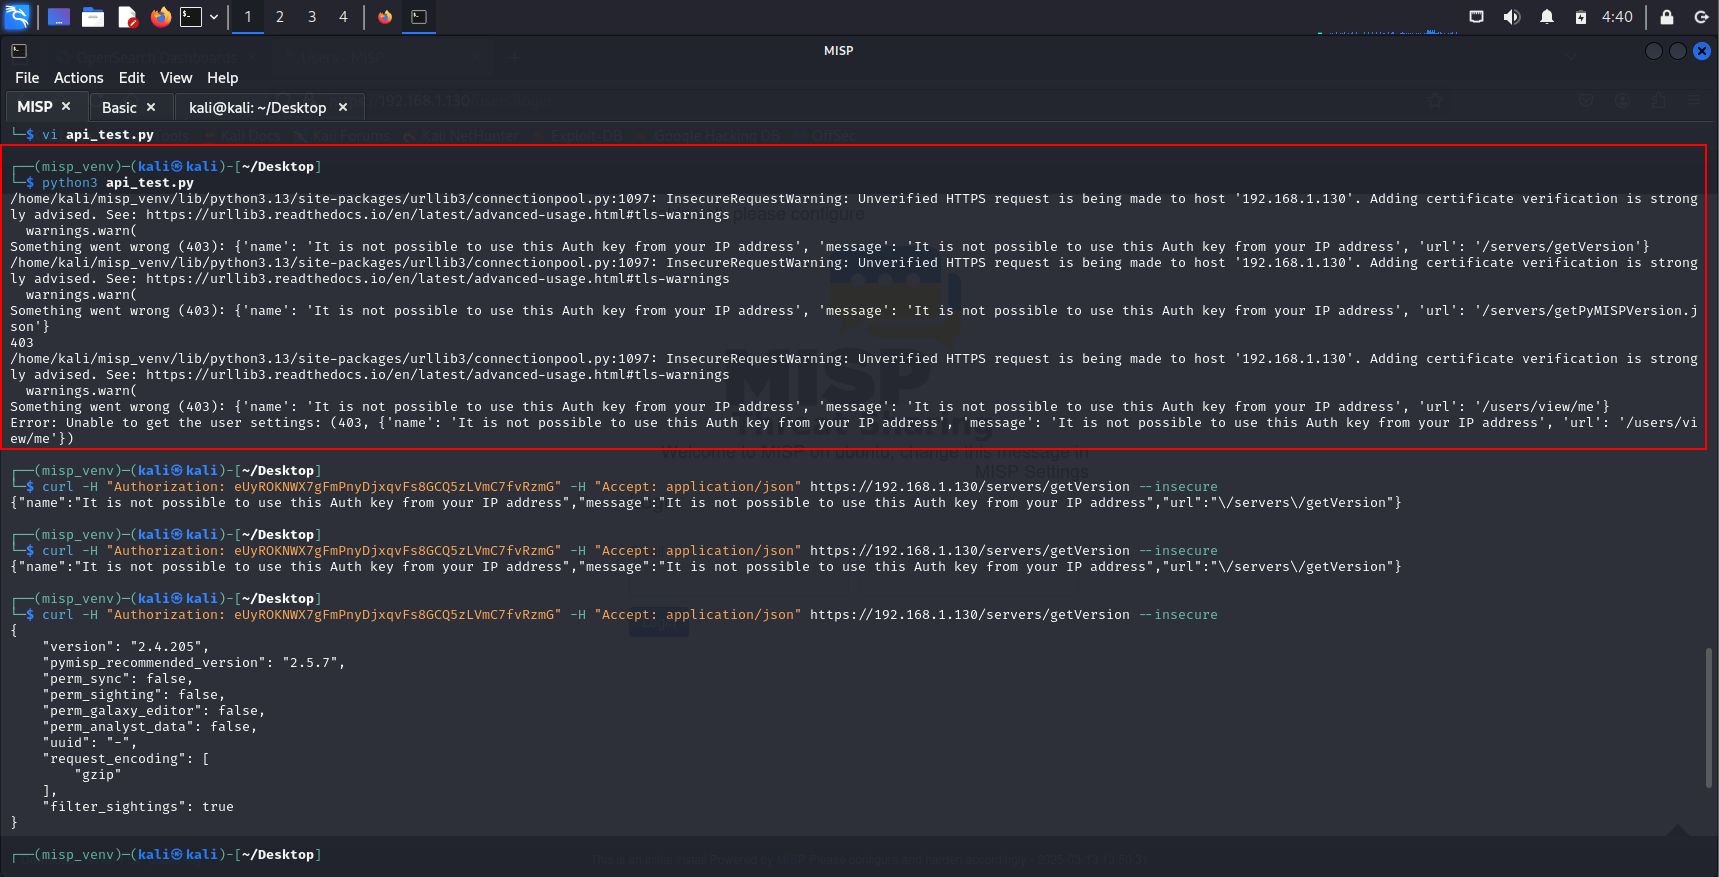 1 2 3 4 4:40
MISP
File Actions Edit View Help
MISP × Basic × kali@kali: ~/Desktop ×
└─$ vi api_test.py
┌──(misp_venv)─(kali㉿kali)-[~/Desktop]
└─$ python3 api_test.py
/home/kali/misp_venv/lib/python3.13/site-packages/urllib3/connectionpool.py:1097: InsecureRequestWarning: Unverified HTTPS request is being made to host '192.168.1.130'. Adding certificate verification is strong
ly advised. See: https://urllib3.readthedocs.io/en/latest/advanced-usage.html#tls-warnings
  warnings.warn(
Something went wrong (403): {'name': 'It is not possible to use this Auth key from your IP address', 'message': 'It is not possible to use this Auth key from your IP address', 'url': '/servers/getVersion'}
/home/kali/misp_venv/lib/python3.13/site-packages/urllib3/connectionpool.py:1097: InsecureRequestWarning: Unverified HTTPS request is being made to host '192.168.1.130'. Adding certificate verification is strong
ly advised. See: https://urllib3.readthedocs.io/en/latest/advanced-usage.html#tls-warnings
  warnings.warn(
Something went wrong (403): {'name': 'It is not possible to use this Auth key from your IP address', 'message': 'It is not possible to use this Auth key from your IP address', 'url': '/servers/getPyMISPVersion.j
son'}
403
/home/kali/misp_venv/lib/python3.13/site-packages/urllib3/connectionpool.py:1097: InsecureRequestWarning: Unverified HTTPS request is being made to host '192.168.1.130'. Adding certificate verification is strong
ly advised. See: https://urllib3.readthedocs.io/en/latest/advanced-usage.html#tls-warnings
  warnings.warn(
Something went wrong (403): {'name': 'It is not possible to use this Auth key from your IP address', 'message': 'It is not possible to use this Auth key from your IP address', 'url': '/users/view/me'}
Error: Unable to get the user settings: (403, {'name': 'It is not possible to use this Auth key from your IP address', 'message': 'It is not possible to use this Auth key from your IP address', 'url': '/users/vi
ew/me'})
┌──(misp_venv)─(kali㉿kali)-[~/Desktop]
└─$ curl -H "Authorization: eUyROKNWX7gFmPnyDjxqvFs8GCQ5zLVmC7fvRzmG" -H "Accept: application/json" https://192.168.1.130/servers/getVersion --insecure
{"name":"It is not possible to use this Auth key from your IP address","message":"It is not possible to use this Auth key from your IP address","url":"\/servers\/getVersion"}
┌──(misp_venv)─(kali㉿kali)-[~/Desktop]
└─$ curl -H "Authorization: eUyROKNWX7gFmPnyDjxqvFs8GCQ5zLVmC7fvRzmG" -H "Accept: application/json" https://192.168.1.130/servers/getVersion --insecure
{"name":"It is not possible to use this Auth key from your IP address","message":"It is not possible to use this Auth key from your IP address","url":"\/servers\/getVersion"}
┌──(misp_venv)─(kali㉿kali)-[~/Desktop]
└─$ curl -H "Authorization: eUyROKNWX7gFmPnyDjxqvFs8GCQ5zLVmC7fvRzmG" -H "Accept: application/json" https://192.168.1.130/servers/getVersion --insecure
{
    "version": "2.4.205",
    "pymisp_recommended_version": "2.5.7",
    "perm_sync": false,
    "perm_sighting": false,
    "perm_galaxy_editor": false,
    "perm_analyst_data": false,
    "uuid": "-",
    "request_encoding": [
        "gzip"
    ],
    "filter_sightings": true
}
┌──(misp_venv)─(kali㉿kali)-[~/Desktop]